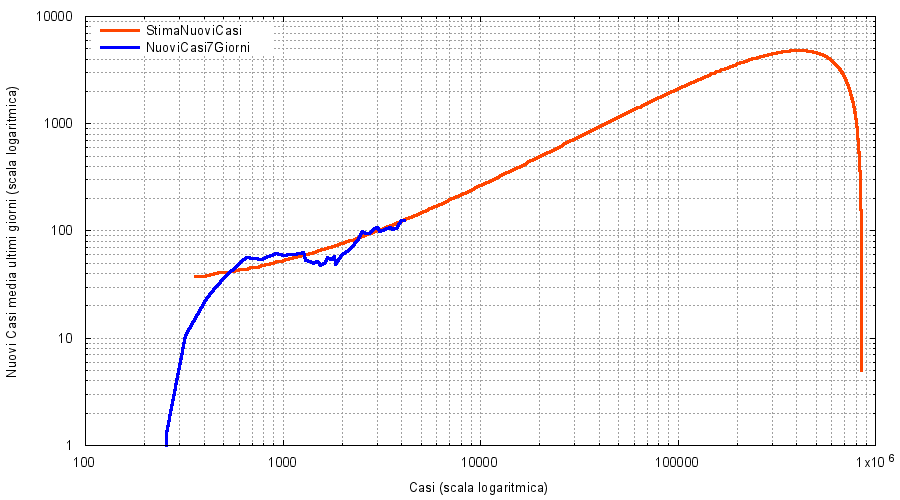 StimaNuoviCasi
NuoviCasi7Giorni
Nuovi Casi media ultimi giorni (scala logaritmica)
10000
1000
100
10
1
100 1000 10000 100000 1x10 6
Casi (scala logaritmica)